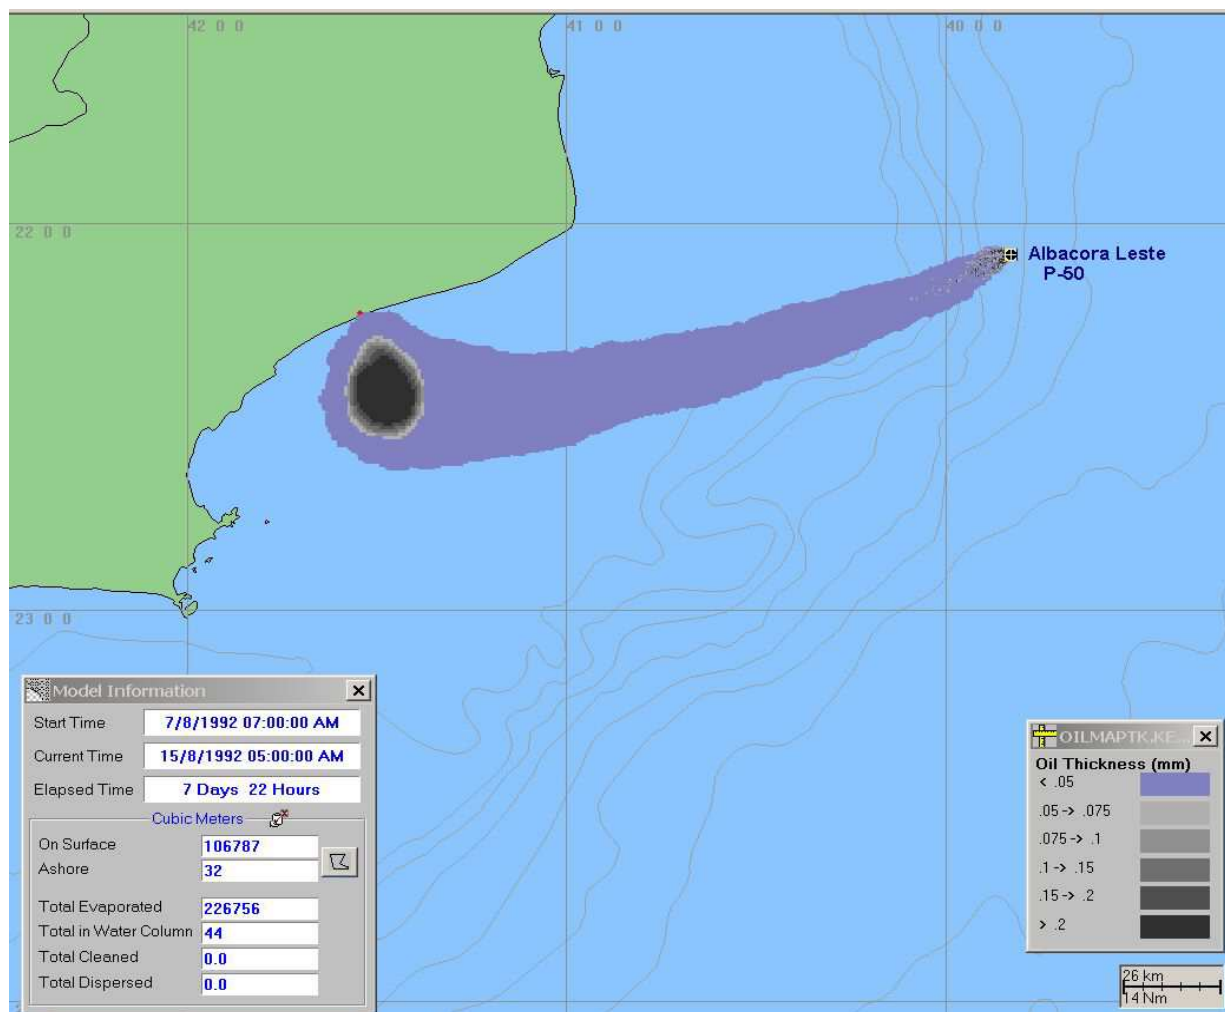 42 0 0
41 0 0
40 0 0
22 0 0
Albacora Leste
P-50
23 0 0
Model Information
Start Time 7/8/1992 07:00:00 AM
Current Time 15/8/1992 05:00:00 AM
Elapsed Time 7 Days 22 Hours
Cubic Meters
On Surface 106787
Ashore 32
Total Evaporated 226756
Total in Water Column 44
Total Cleaned 0.0
Total Dispersed 0.0
OILMAPTK.KE...
Oil Thickness (mm)
< .05
.05 -> .075
.075 -> .1
.1 -> .15
.15 -> .2
> .2
26 km
14 Nm